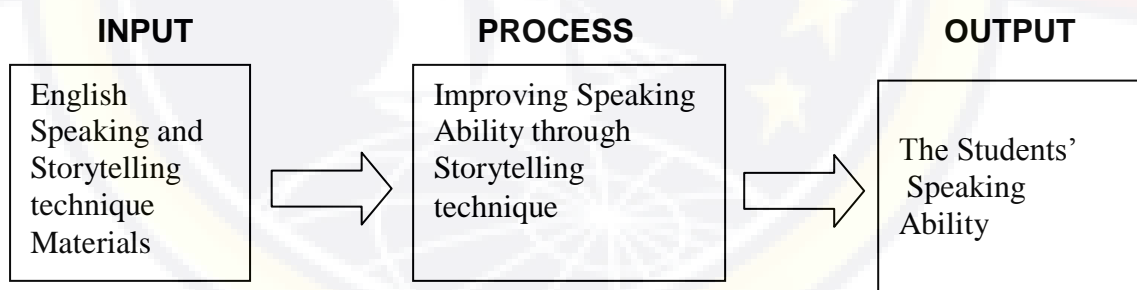 INPUT
PROCESS
OUTPUT
English
Speaking and
Storytelling
technique
Materials
Improving Speaking
Ability through
Storytelling
technique
The Students’
Speaking
Ability